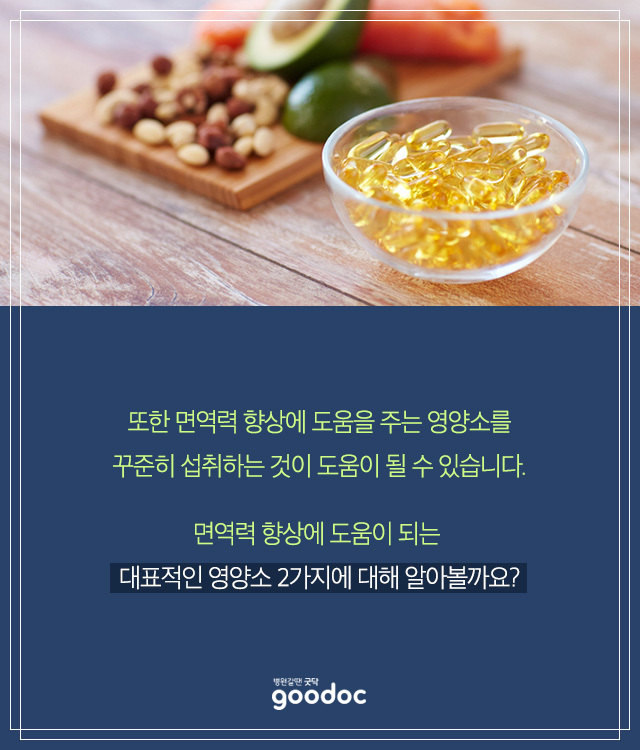 또한 면역력 향상에 도움을 주는 영양소를
꾸준히 섭취하는 것이 도움이 될 수 있습니다.
면역력 향상에 도움이 되는
대표적인 영양소 2가지에 대해 알아볼까요?
병원갈땐 굿닥
goodoc